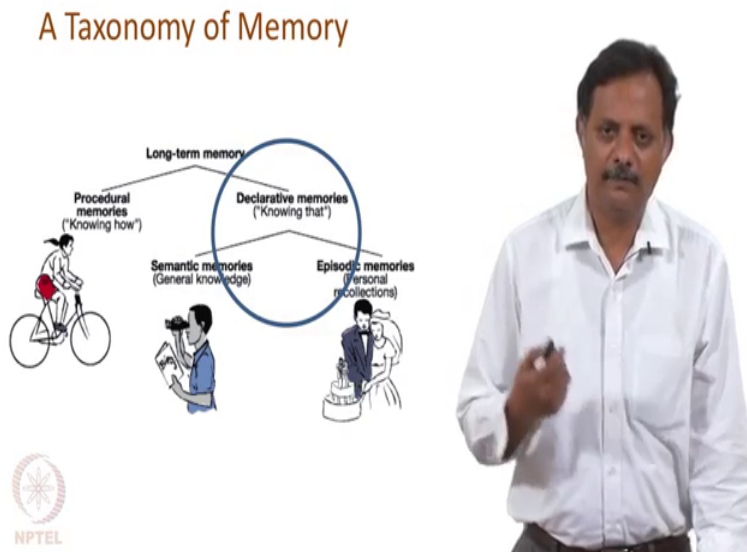 A Taxonomy of Memory
Long-term memory
Procedural
memories
("Knowing how")
Declarative memories
("Knowing that")
Semantic memories
(General knowledge)
Episodic memories
(Personal
recollections)
NPTEL